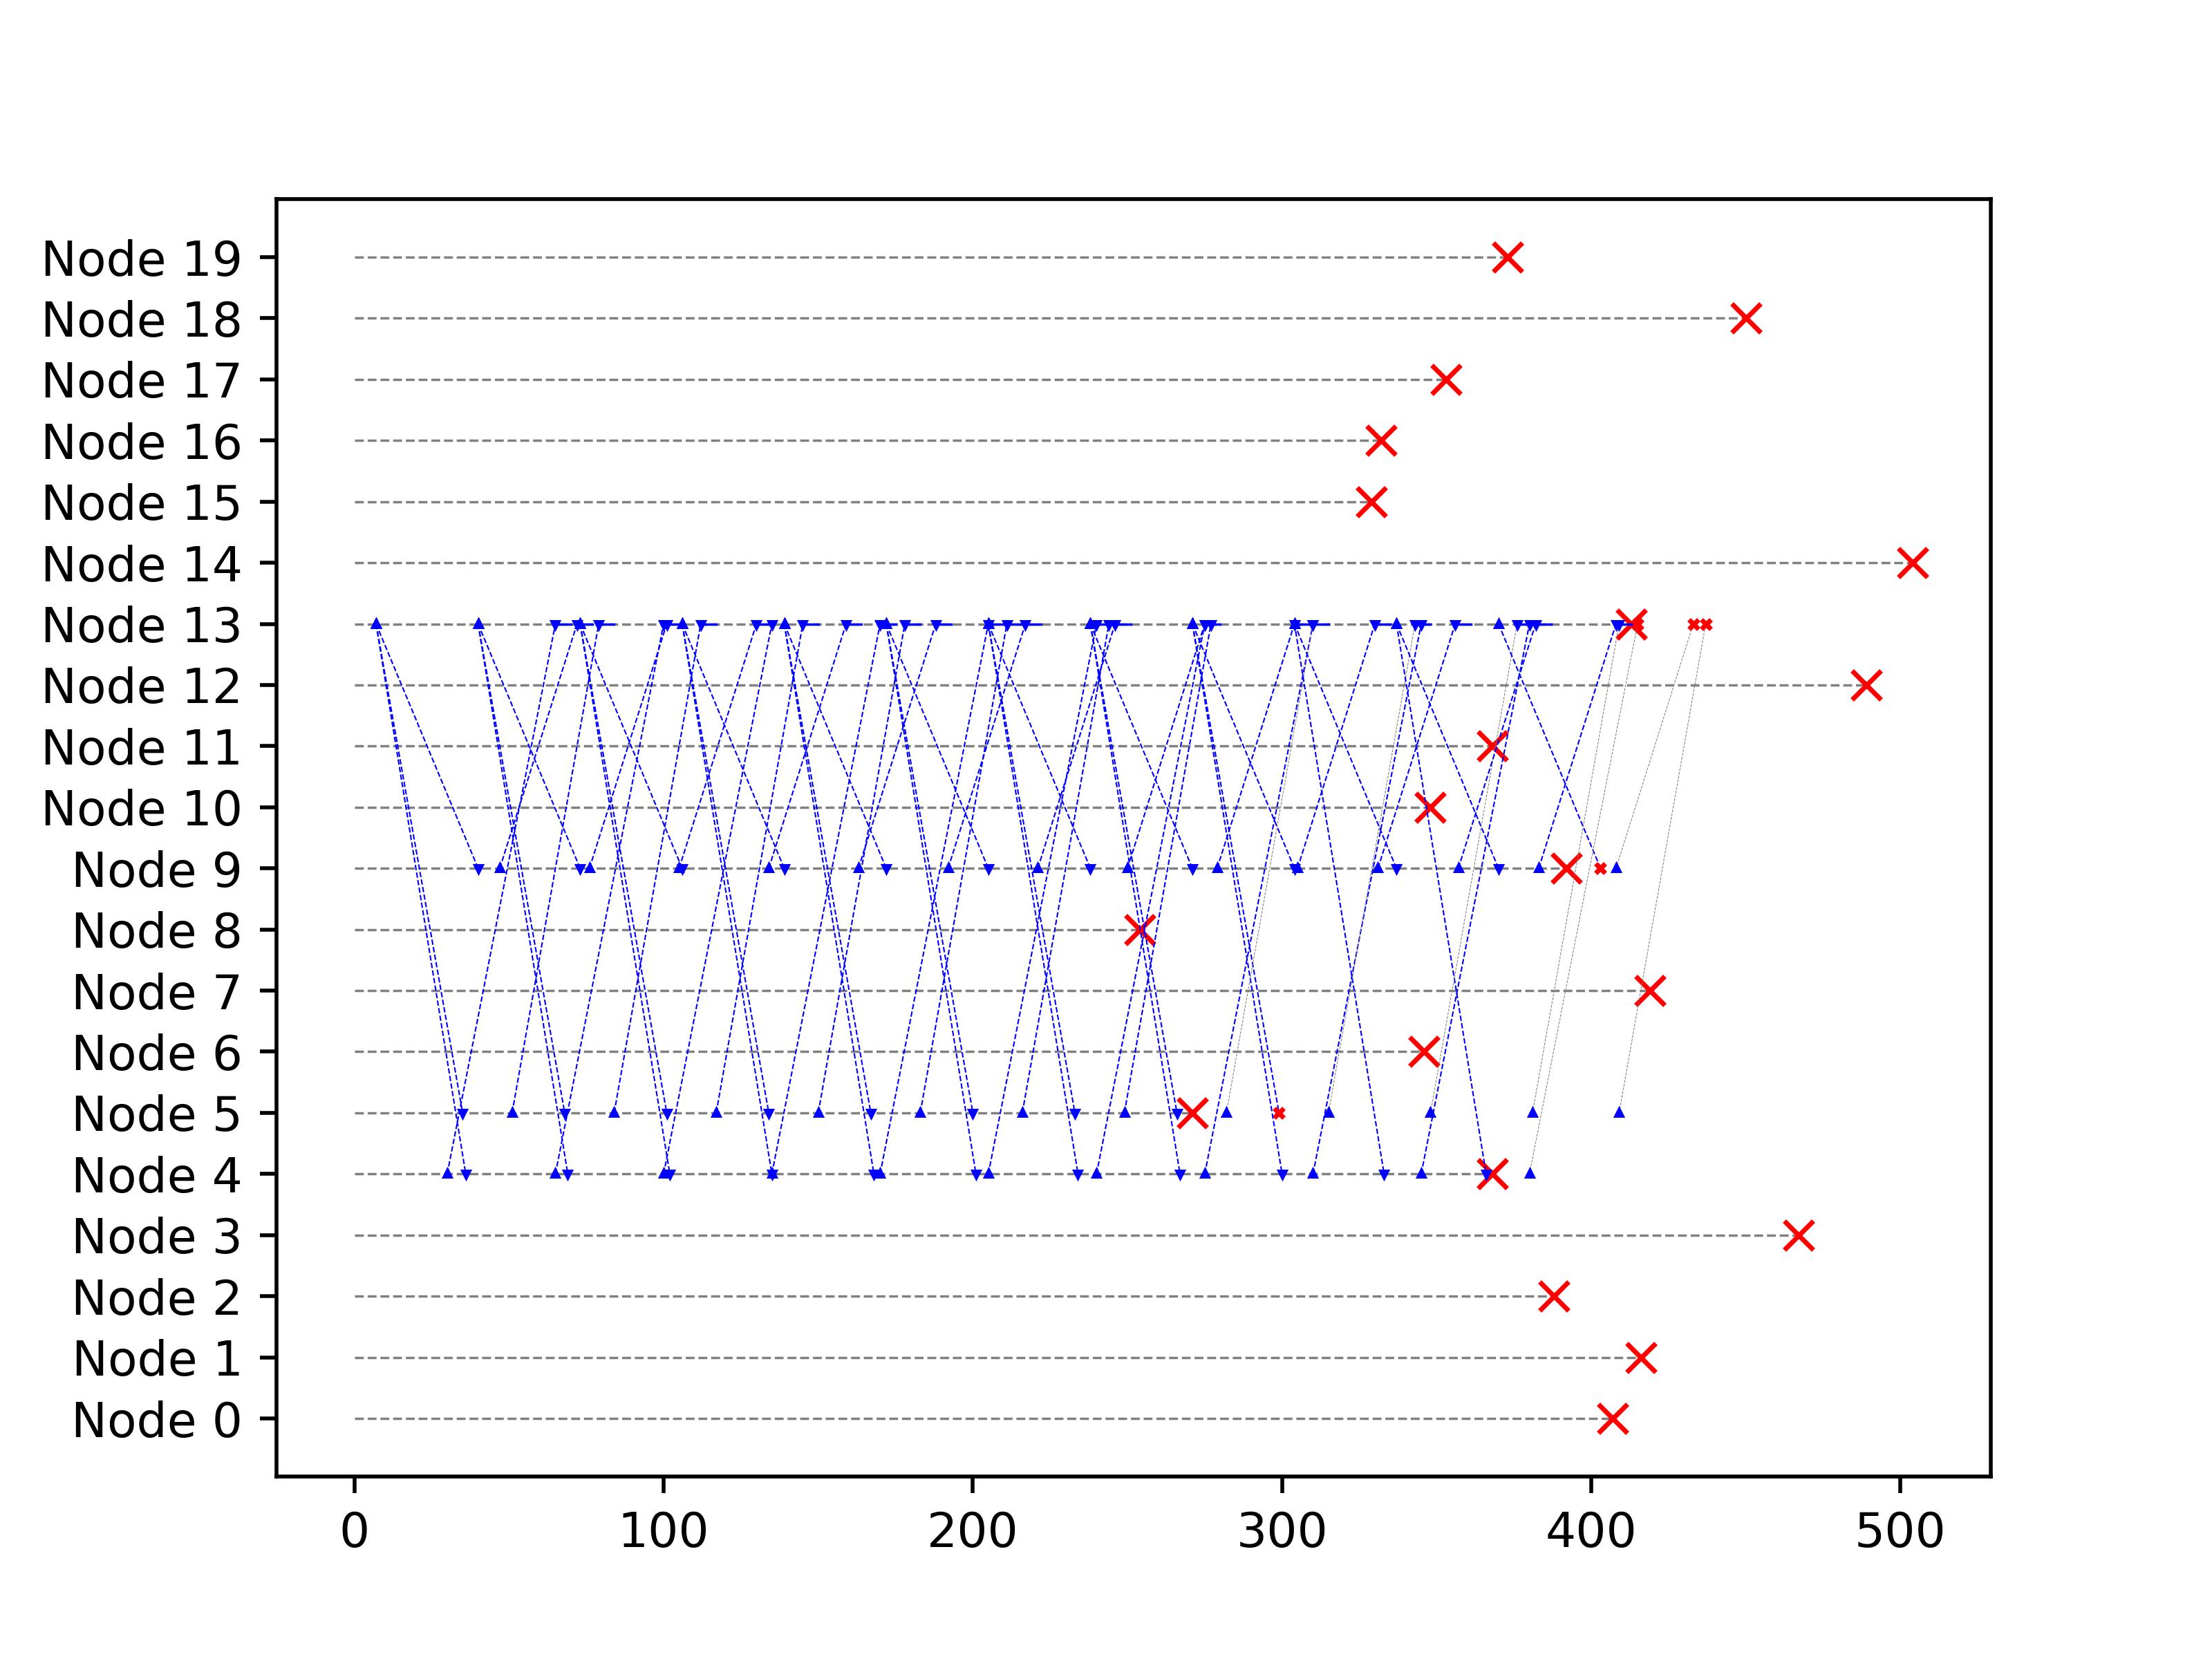 Node 19
Node 18
Node 17
Node 16
Node 15
Node 14
Node 13
Node 12
Node 11
Node 10
Node 9
Node 8
Node 7
Node 6
Node 5
Node 4
Node 3
Node 2
Node 1
Node 0
0 100 200 300 400 500